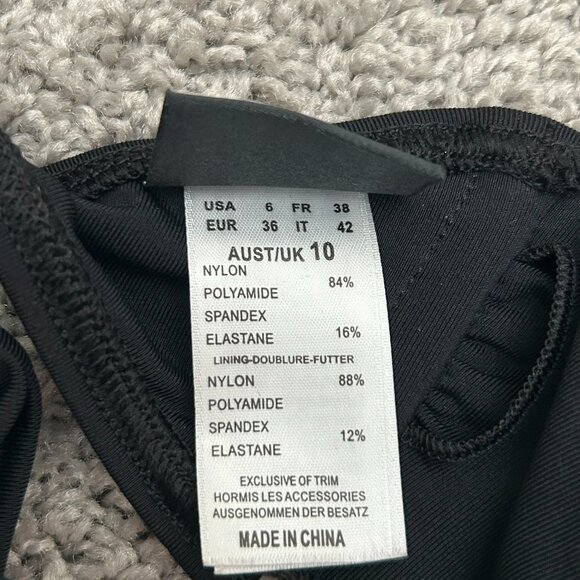 USA 6 FR 38
EUR 36 IT 42
AUST/UK 10
NYLON
84%
POLYAMIDE
SPANDEX
ELASTANE 16%
LINING-DOUBLURE-FUTTER
NYLON 88%
POLYAMIDE
SPANDEX
12%
ELASTANE
EXCLUSIVE OF TRIM
HORMIS LES ACCESSORIES
AUSGENOMMEN DER BESATZ
MADE IN CHINA